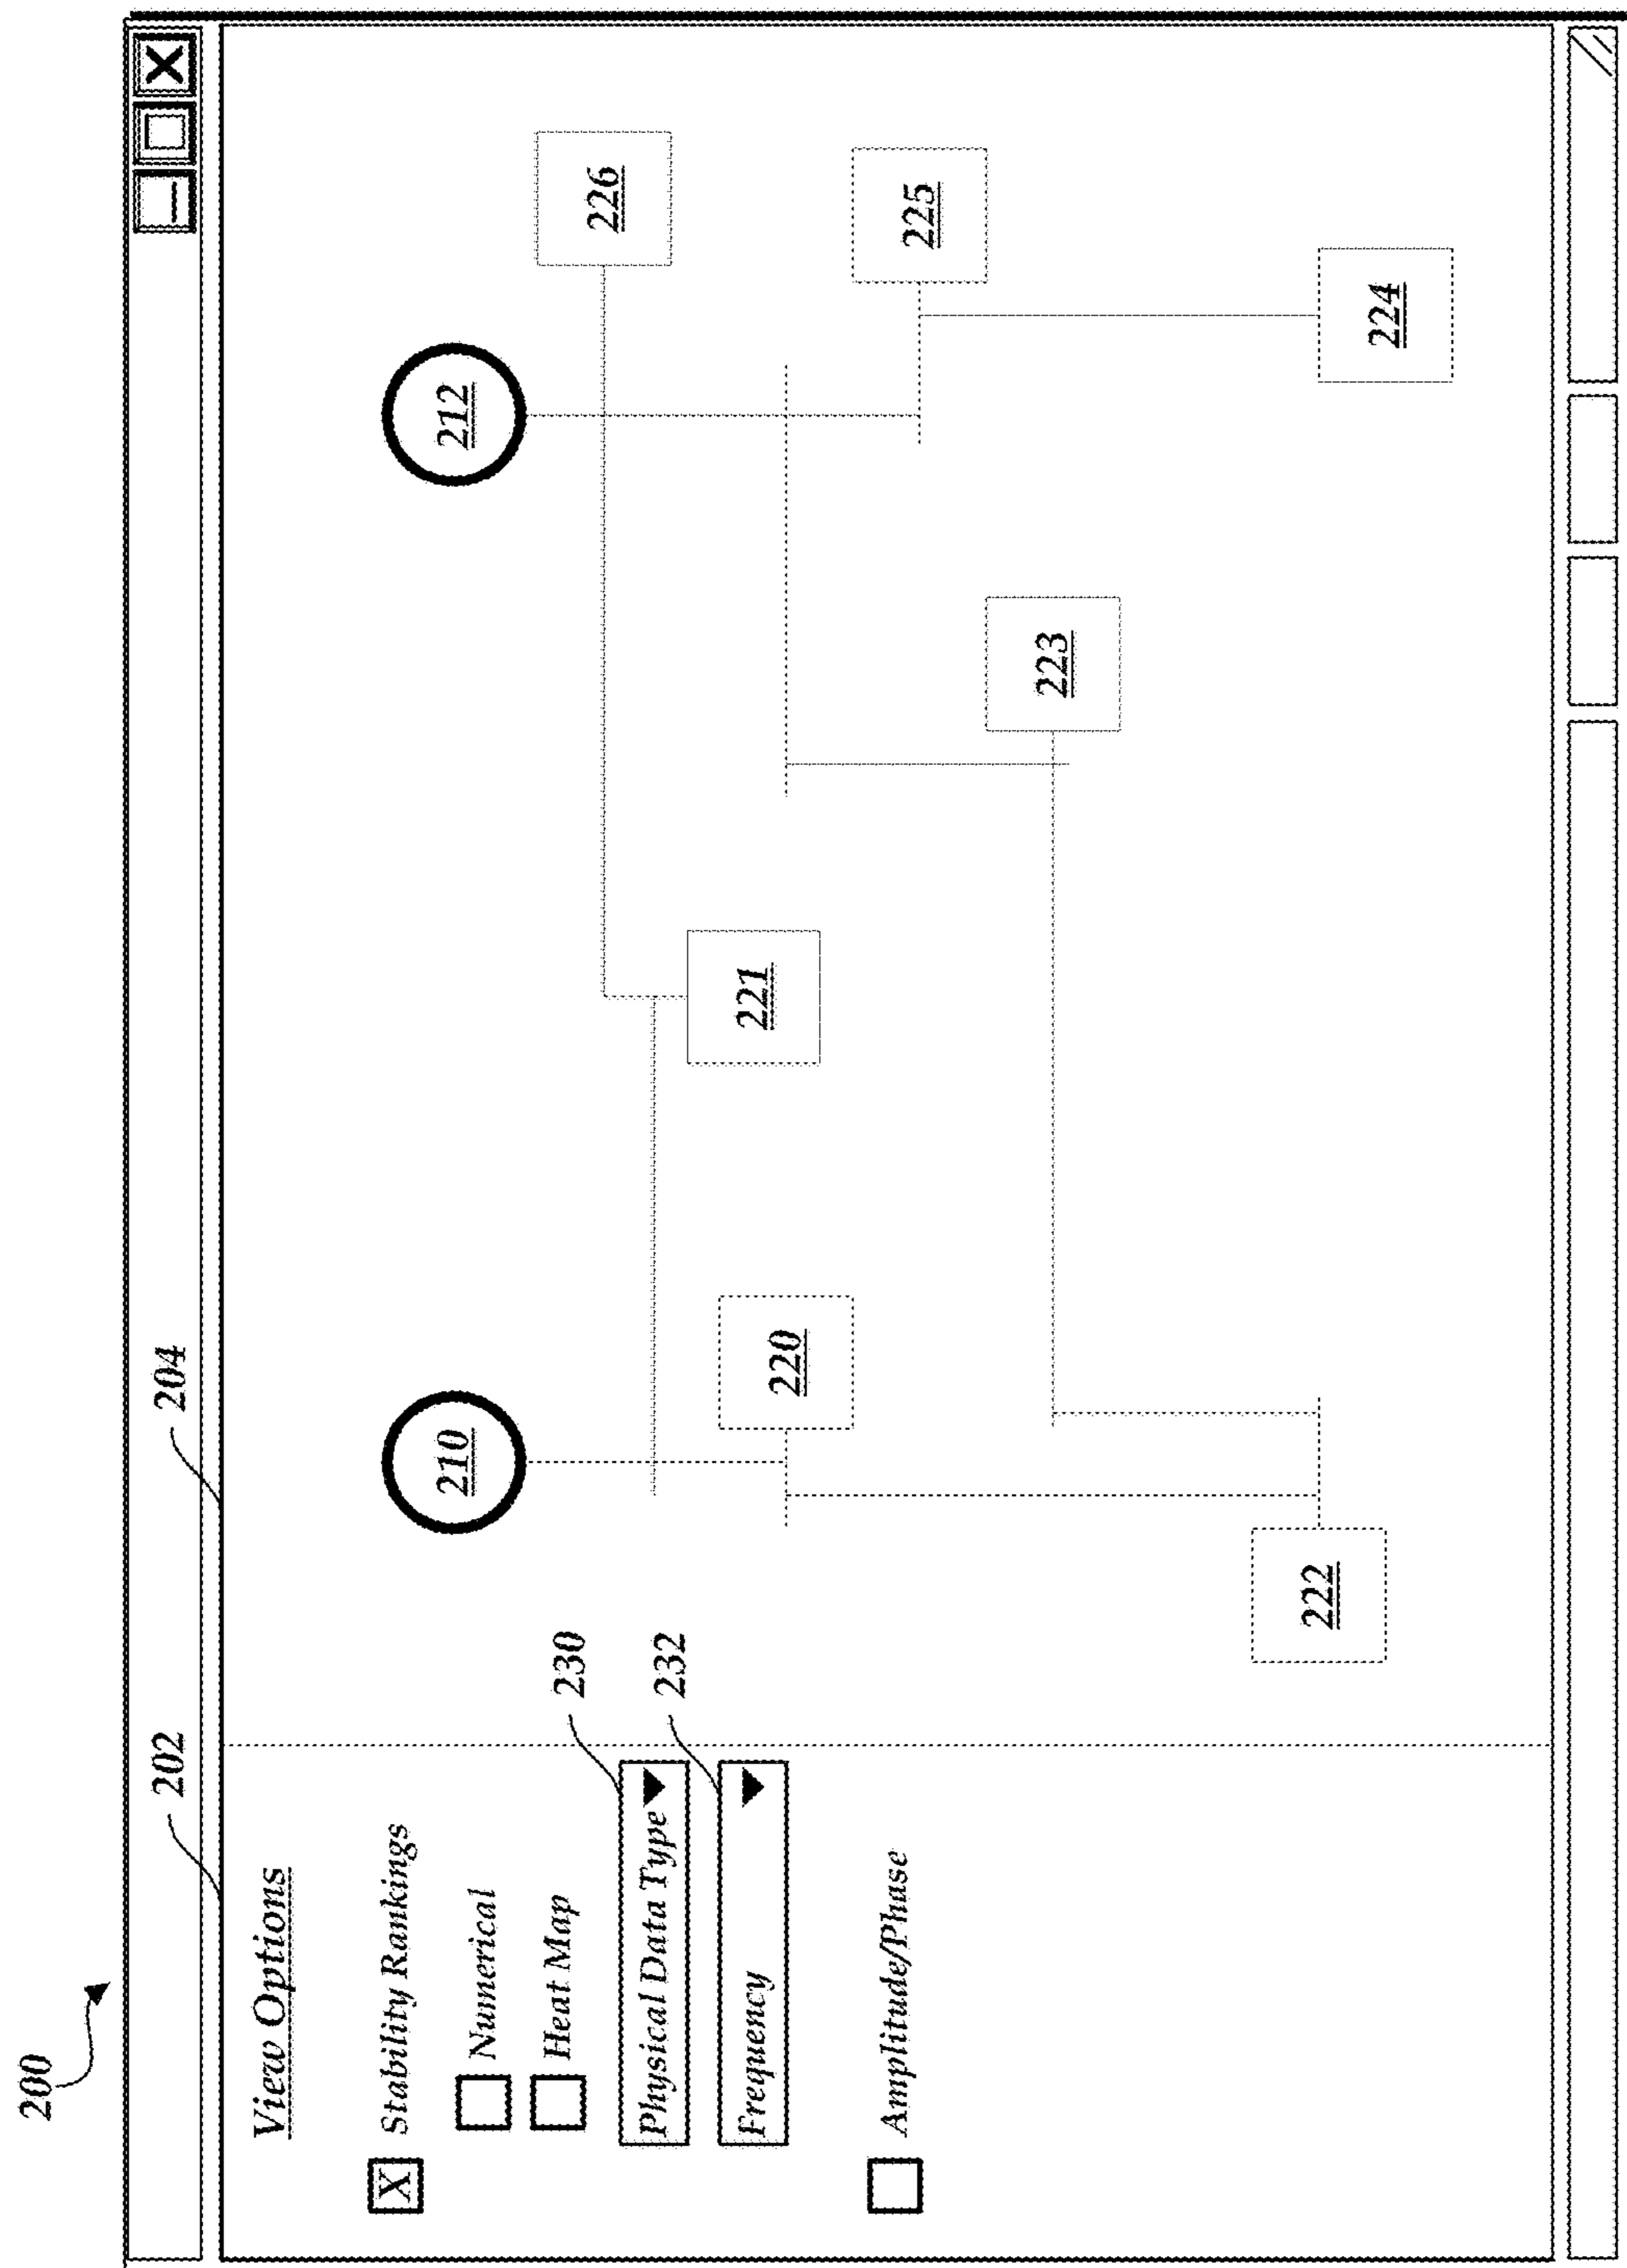 200
202
204
X
View Options
X Stability Rankings
Numerical
Heat Map
Physical Data Type
230
Frequency
232
Amplitude/Phase
210
212
226
220
221
225
223
222
224